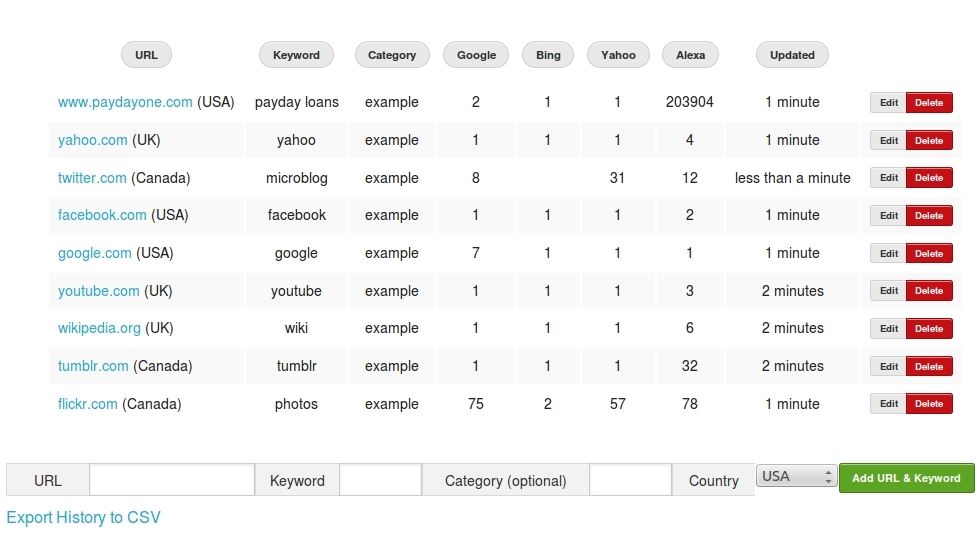 URL Keyword Category Google Bing Yahoo Alexa Updated
www.paydayone.com (USA) payday loans example 2 1 1 203904 1 minute Edit Delete
yahoo.com (UK) yahoo example 1 1 1 4 1 minute Edit Delete
twitter.com (Canada) microblog example 8 31 12 less than a minute Edit Delete
facebook.com (USA) facebook example 1 1 1 2 1 minute Edit Delete
google.com (USA) google example 7 1 1 1 1 minute Edit Delete
youtube.com (UK) youtube example 1 1 1 3 2 minutes Edit Delete
wikipedia.org (UK) wiki example 1 1 1 6 2 minutes Edit Delete
tumblr.com (Canada) tumblr example 1 1 1 32 2 minutes Edit Delete
flickr.com (Canada) photos example 75 2 57 78 1 minute Edit Delete
URL Keyword Category (optional) Country USA Add URL & Keyword
Export History to CSV